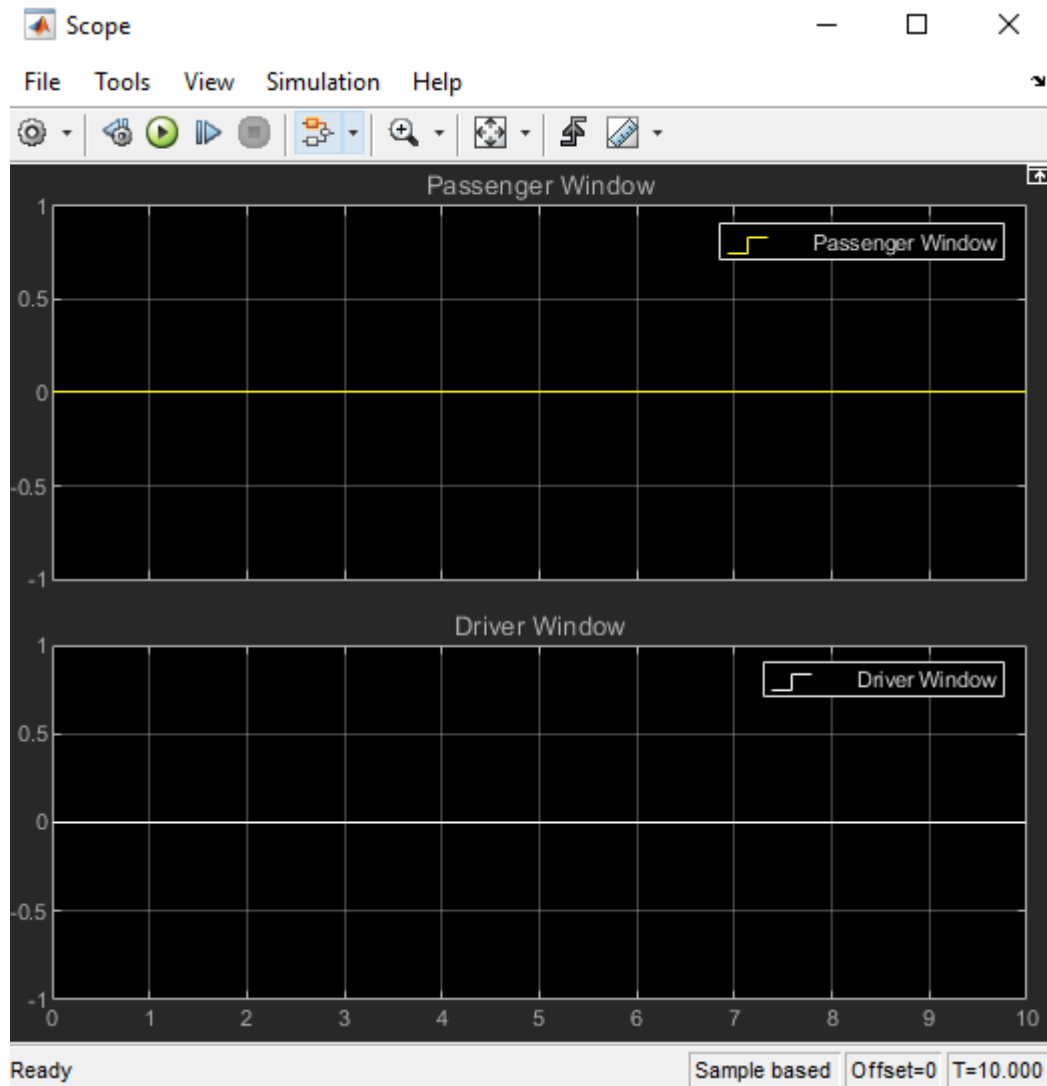 Scope
File Tools View Simulation Help
Passenger Window
1
Passenger Window
0.5
0
-0.5
-1
Driver Window
1
Driver Window
0.5
0
-0.5
-1
0 1 2 3 4 5 6 7 8 9 10
Ready Sample based Offset=0 T=10.000